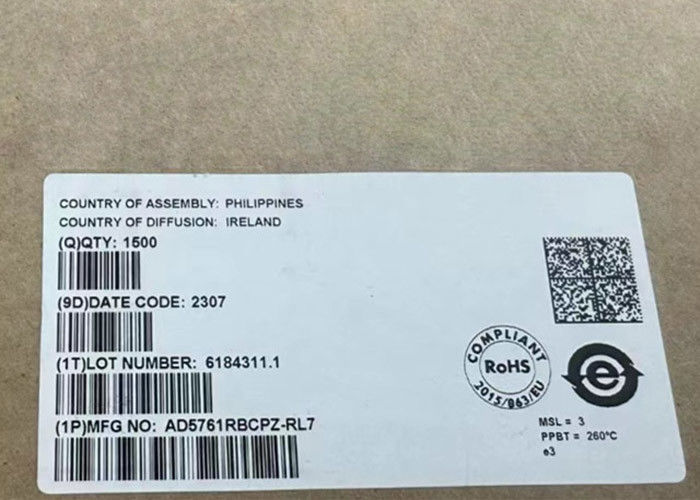 COUNTRY OF ASSEMBLY: PHILIPPINES
COUNTRY OF DIFFUSION: IRELAND
(Q)QTY: 1500
(9D)DATE CODE: 2307
(1T)LOT NUMBER: 6184311.1
(1P)MFG NO: AD5761RBCPZ-RL7
COMPLIANT
RoHS
2015/863/EU
e
MSL = 3
PPBT = 260°C
e3